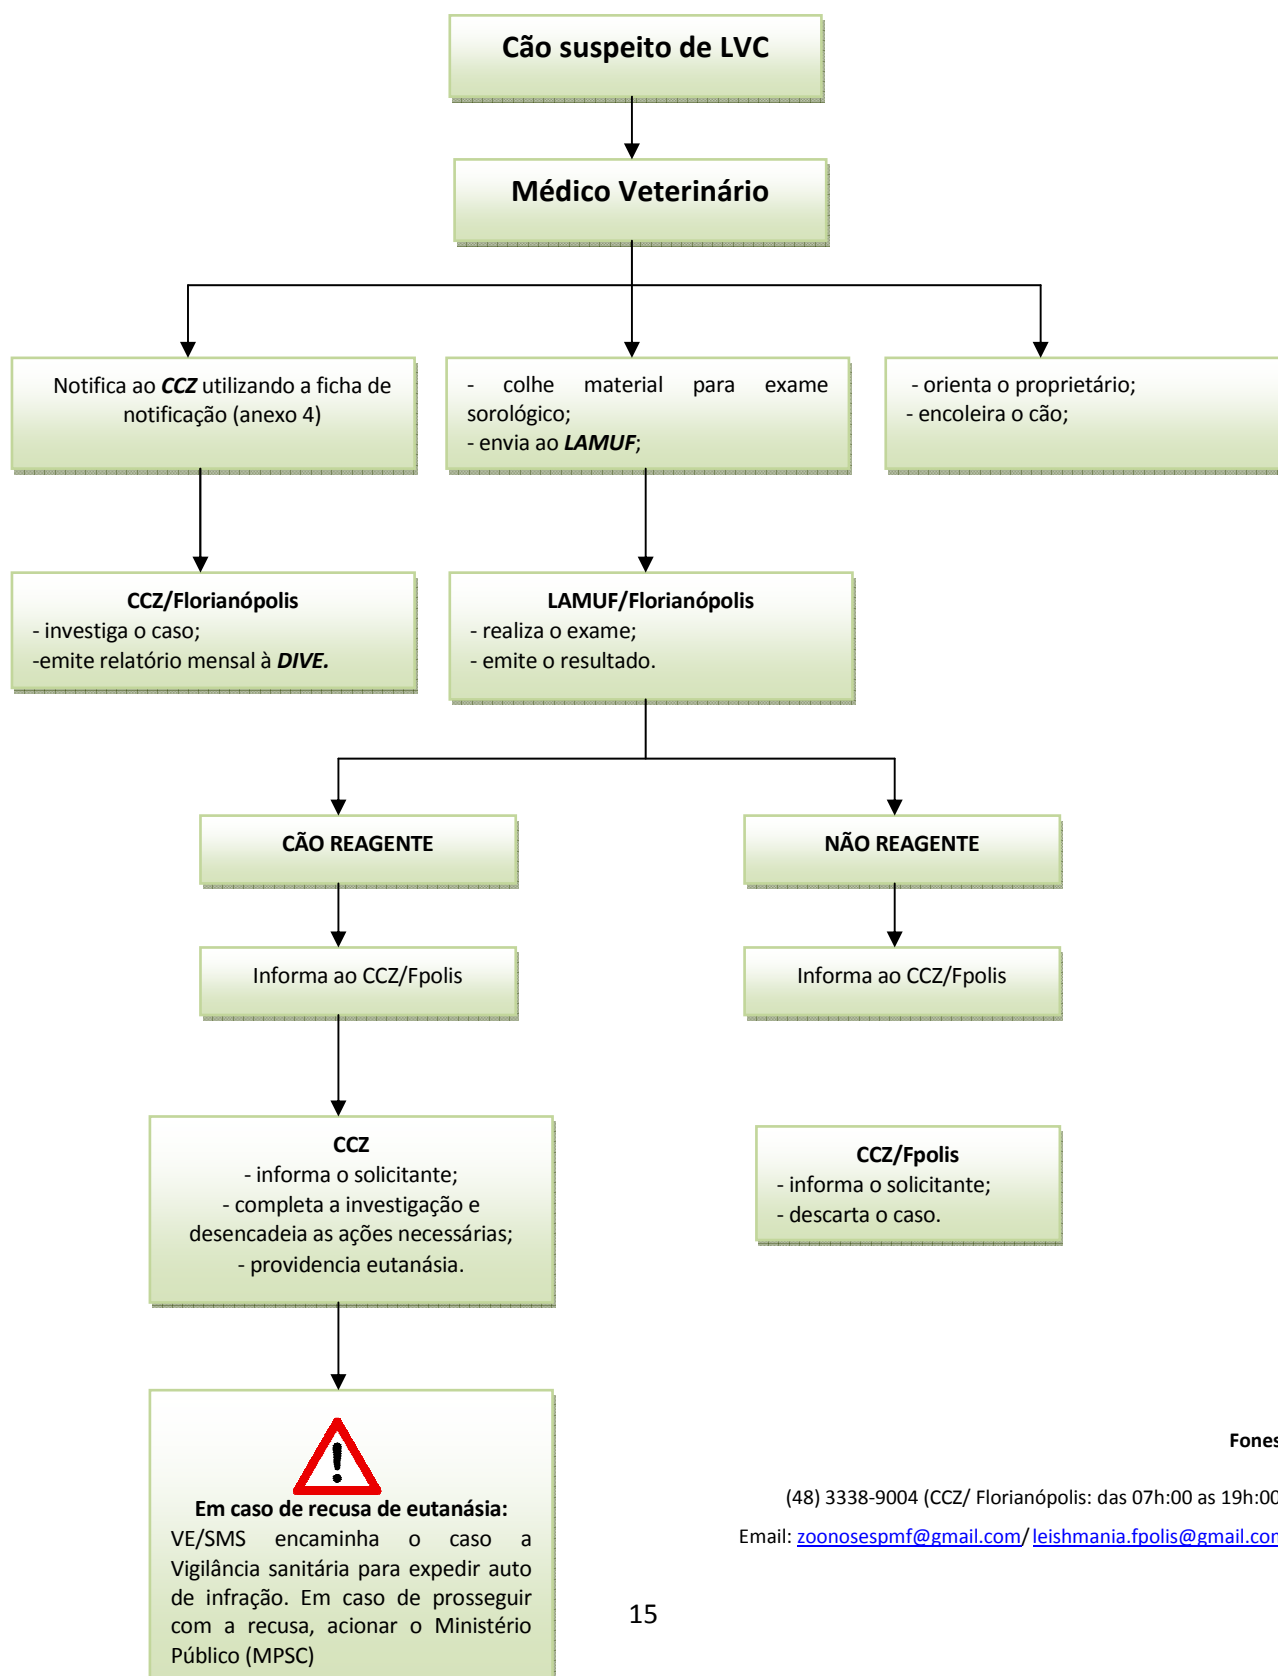 Cão suspeito de LVC
Médico Veterinário
Notifica ao CCZ utilizando a ficha de
notificação (anexo 4)
- colhe material para exame
sorológico;
- envia ao LAMUF;
- orienta o proprietário;
- encoleira o cão;
CCZ/Florianópolis
- investiga o caso;
-emite relatório mensal à DIVE.
LAMUF/Florianópolis
- realiza o exame;
- emite o resultado.
CÃO REAGENTE
NÃO REAGENTE
Informa ao CCZ/Fpolis
Informa ao CCZ/Fpolis
CCZ
- informa o solicitante;
- completa a investigação e
desencadeia as ações necessárias;
- providencia eutanásia.
CCZ/Fpolis
- informa o solicitante;
- descarta o caso.
Em caso de recusa de eutanásia:
VE/SMS encaminha o caso a
Vigilância sanitária para expedir auto
de infração. Em caso de prosseguir
com a recusa, acionar o Ministério
Público (MPSC)
Fones
(48) 3338-9004 (CCZ/ Florianópolis: das 07h:00 as 19h:00
Email: zoonosespmf@gmail.com/ leishmania.fpolis@gmail.com
15